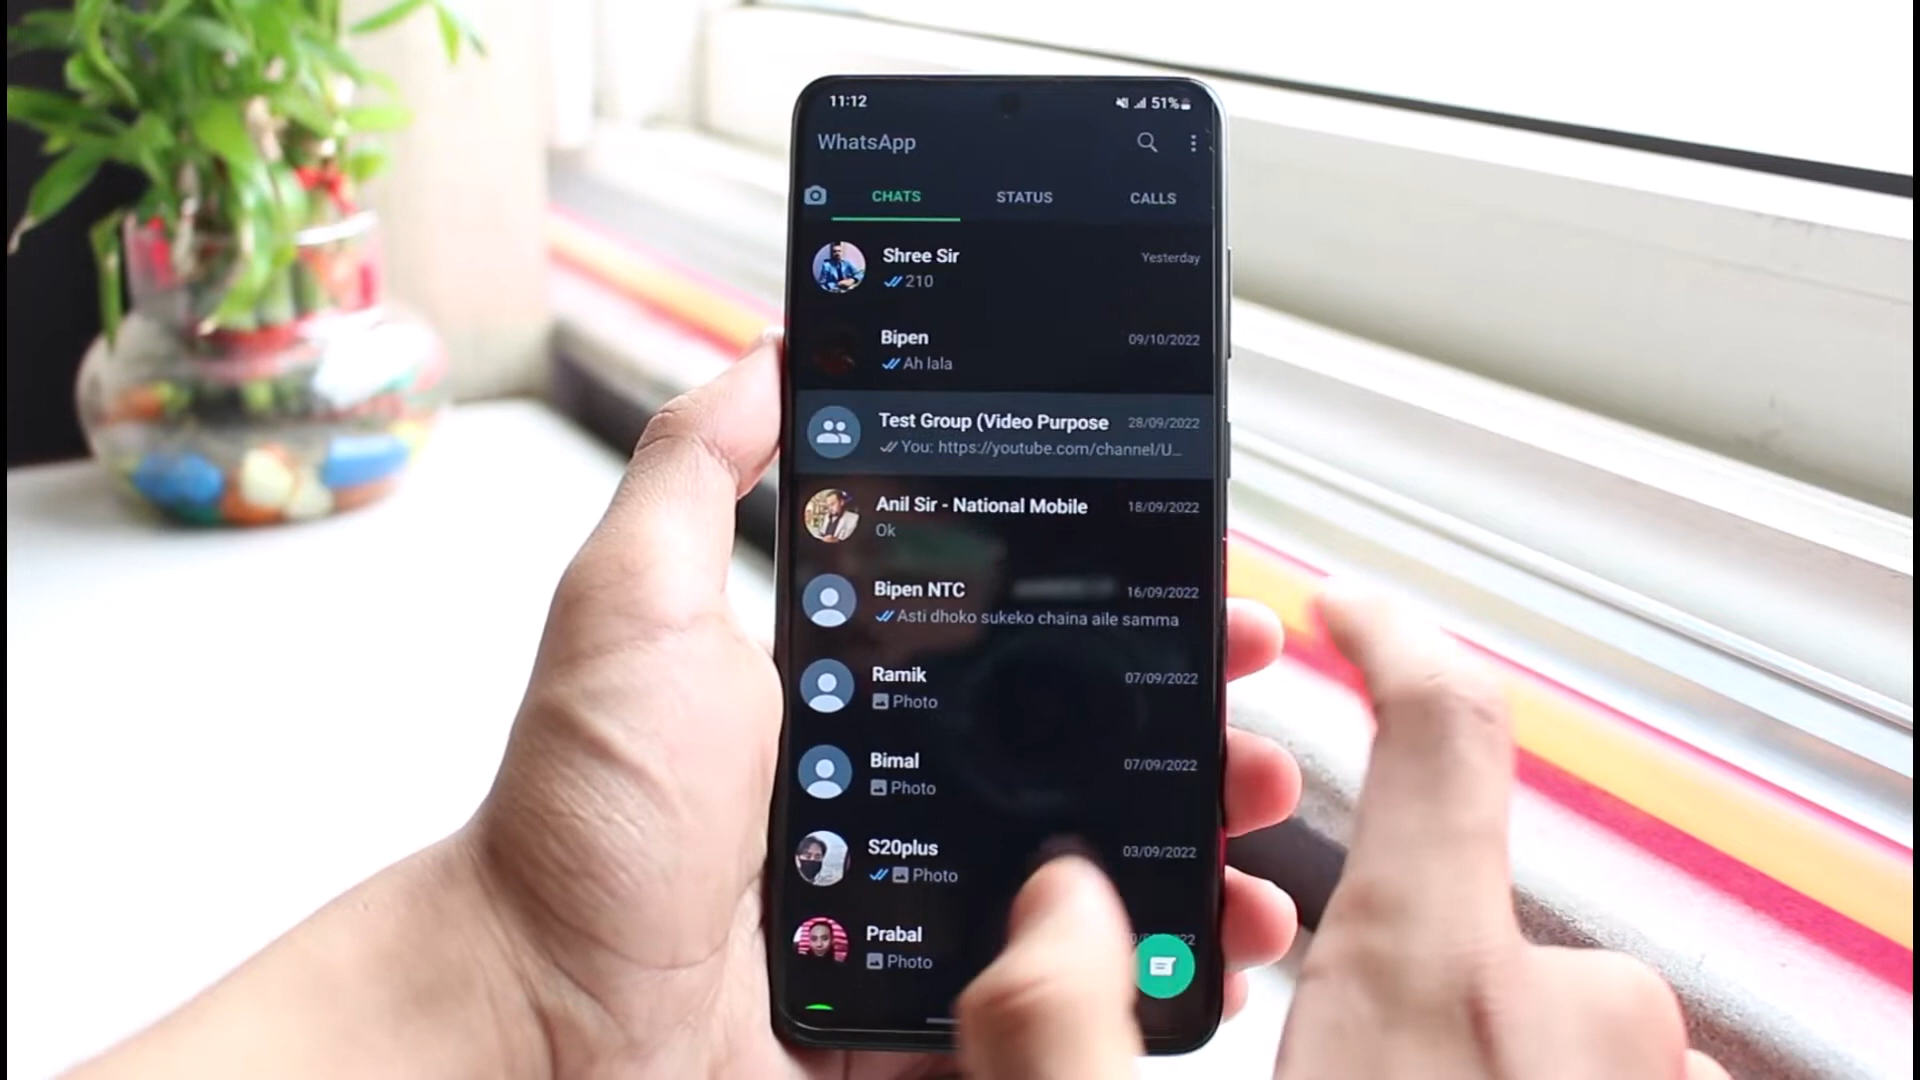 11:12 51%
WhatsApp
CHATS STATUS CALLS
Shree Sir Yesterday
210
Bipen 09/10/2022
Ah lala
Test Group (Video Purpose 28/09/2022
You: https://youtube.com/channel/U...
Anil Sir - National Mobile 18/09/2022
Ok
Bipen NTC 16/09/2022
Asti dhoko sukeko chaina aile samma
Ramik 07/09/2022
Photo
Bimal 07/09/2022
Photo
S20plus 03/09/2022
Photo
Prabal
Photo